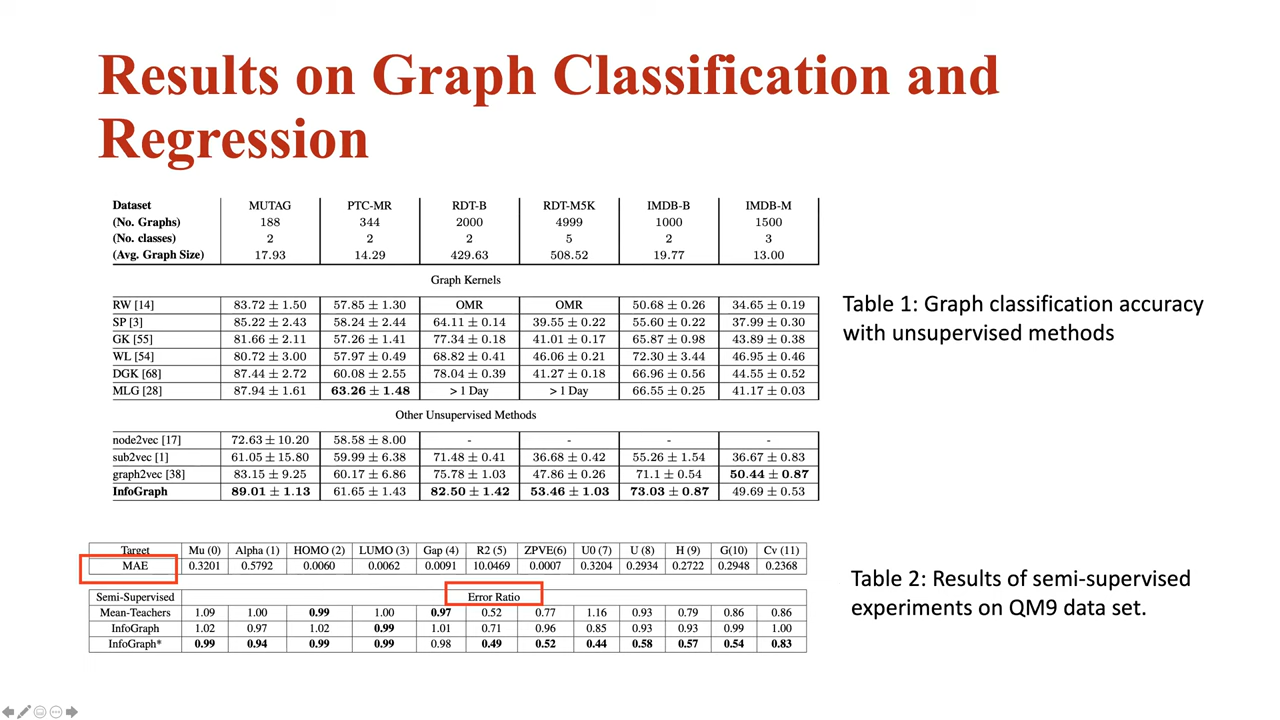 Results on Graph Classification and
Regression
Dataset MUTAG PTC-MR RDT-B RDT-M5K IMDB-B IMDB-M
(No. Graphs) 188 344 2000 4999 1000 1500
(No. classes) 2 2 2 5 2 3
(Avg. Graph Size) 17.93 14.29 429.63 508.52 19.77 13.00
Graph Kernels
RW [14] 83.72 ± 1.50 57.85 ± 1.30 OMR OMR 50.68 ± 0.26 34.65 ± 0.19
SP [3] 85.22 ± 2.43 58.24 ± 2.44 64.11 ± 0.14 39.55 ± 0.22 55.60 ± 0.22 37.99 ± 0.30
GK [55] 81.66 ± 2.11 57.26 ± 1.41 77.34 ± 0.18 41.01 ± 0.17 65.87 ± 0.98 43.89 ± 0.38
WL [54] 80.72 ± 3.00 57.97 ± 0.49 68.82 ± 0.41 46.06 ± 0.21 72.30 ± 3.44 46.95 ± 0.46
DGK [68] 87.44 ± 2.72 60.08 ± 2.55 78.04 ± 0.39 41.27 ± 0.18 66.96 ± 0.56 44.55 ± 0.52
MLG [28] 87.94 ± 1.61 63.26 ± 1.48 > 1 Day > 1 Day 66.55 ± 0.25 41.17 ± 0.03
Other Unsupervised Methods
node2vec [17] 72.63 ± 10.20 58.58 ± 8.00 - - - -
sub2vec [1] 61.05 ± 15.80 59.99 ± 6.38 71.48 ± 0.41 36.68 ± 0.42 55.26 ± 1.54 36.67 ± 0.83
graph2vec [38] 83.15 ± 9.25 60.17 ± 6.86 75.78 ± 1.03 47.86 ± 0.26 71.1 ± 0.54 50.44 ± 0.87
InfoGraph 89.01 ± 1.13 61.65 ± 1.43 82.50 ± 1.42 53.46 ± 1.03 73.03 ± 0.87 49.69 ± 0.53
Table 1: Graph classification accuracy
with unsupervised methods
Target Mu (0) Alpha (1) HOMO (2) LUMO (3) Gap (4) R2 (5) ZPVE(6) U0 (7) U (8) H (9) G(10) Cv (11)
MAE 0.3201 0.5792 0.0060 0.0062 0.0091 10.0469 0.0007 0.3204 0.2934 0.2722 0.2948 0.2368
Semi-Supervised Error Ratio
Mean-Teachers 1.09 1.00 0.99 1.00 0.97 0.52 0.77 1.16 0.93 0.79 0.86 0.86
InfoGraph 1.02 0.97 1.02 0.99 1.01 0.71 0.96 0.85 0.93 0.93 0.99 1.00
InfoGraph* 0.99 0.94 0.99 0.99 0.98 0.49 0.52 0.44 0.58 0.57 0.54 0.83
Table 2: Results of semi-supervised
experiments on QM9 data set.